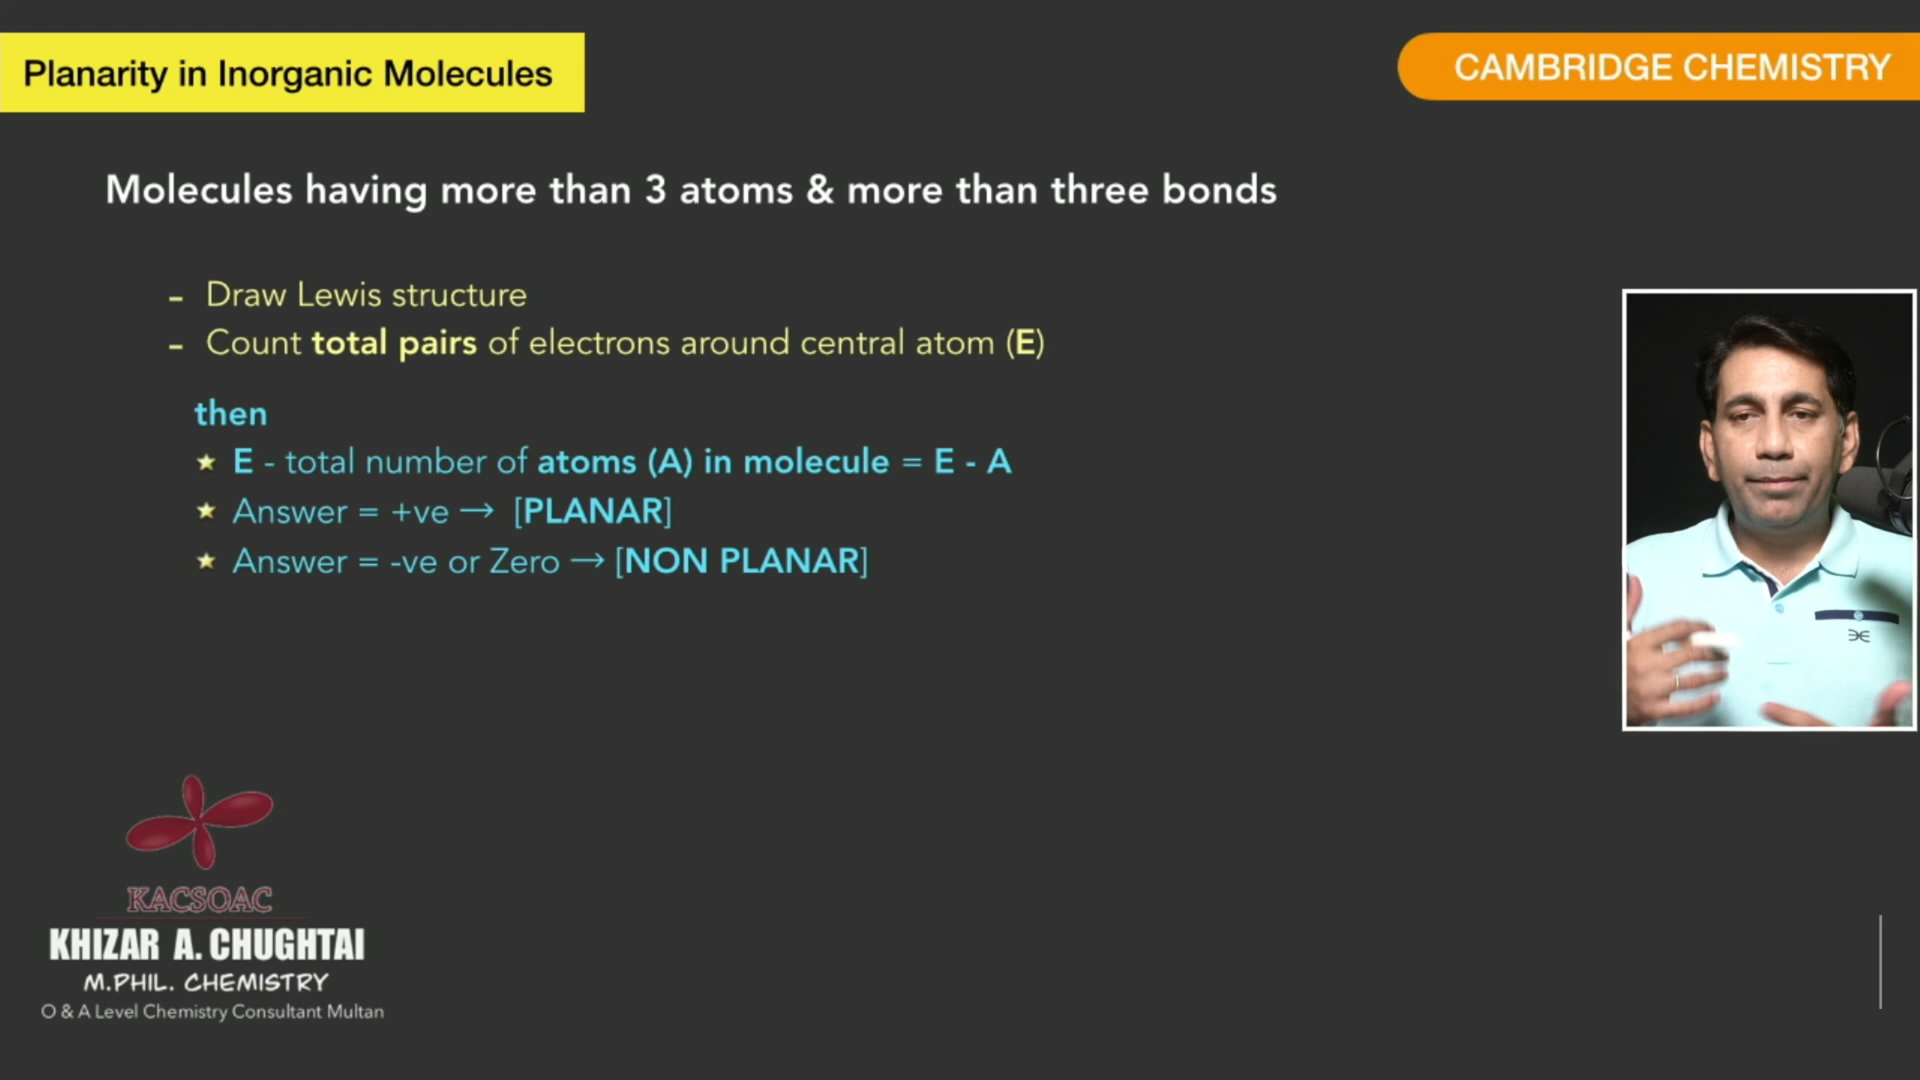 Planarity in Inorganic Molecules
CAMBRIDGE CHEMISTRY
Molecules having more than 3 atoms & more than three bonds
- Draw Lewis structure
- Count total pairs of electrons around central atom (E)
then
★ E - total number of atoms (A) in molecule = E - A
★ Answer = +ve → [PLANAR]
★ Answer = -ve or Zero → [NON PLANAR]
KACSOAC
KHIZAR A. CHUGHTAI
M.PHIL. CHEMISTRY
O & A Level Chemistry Consultant Multan